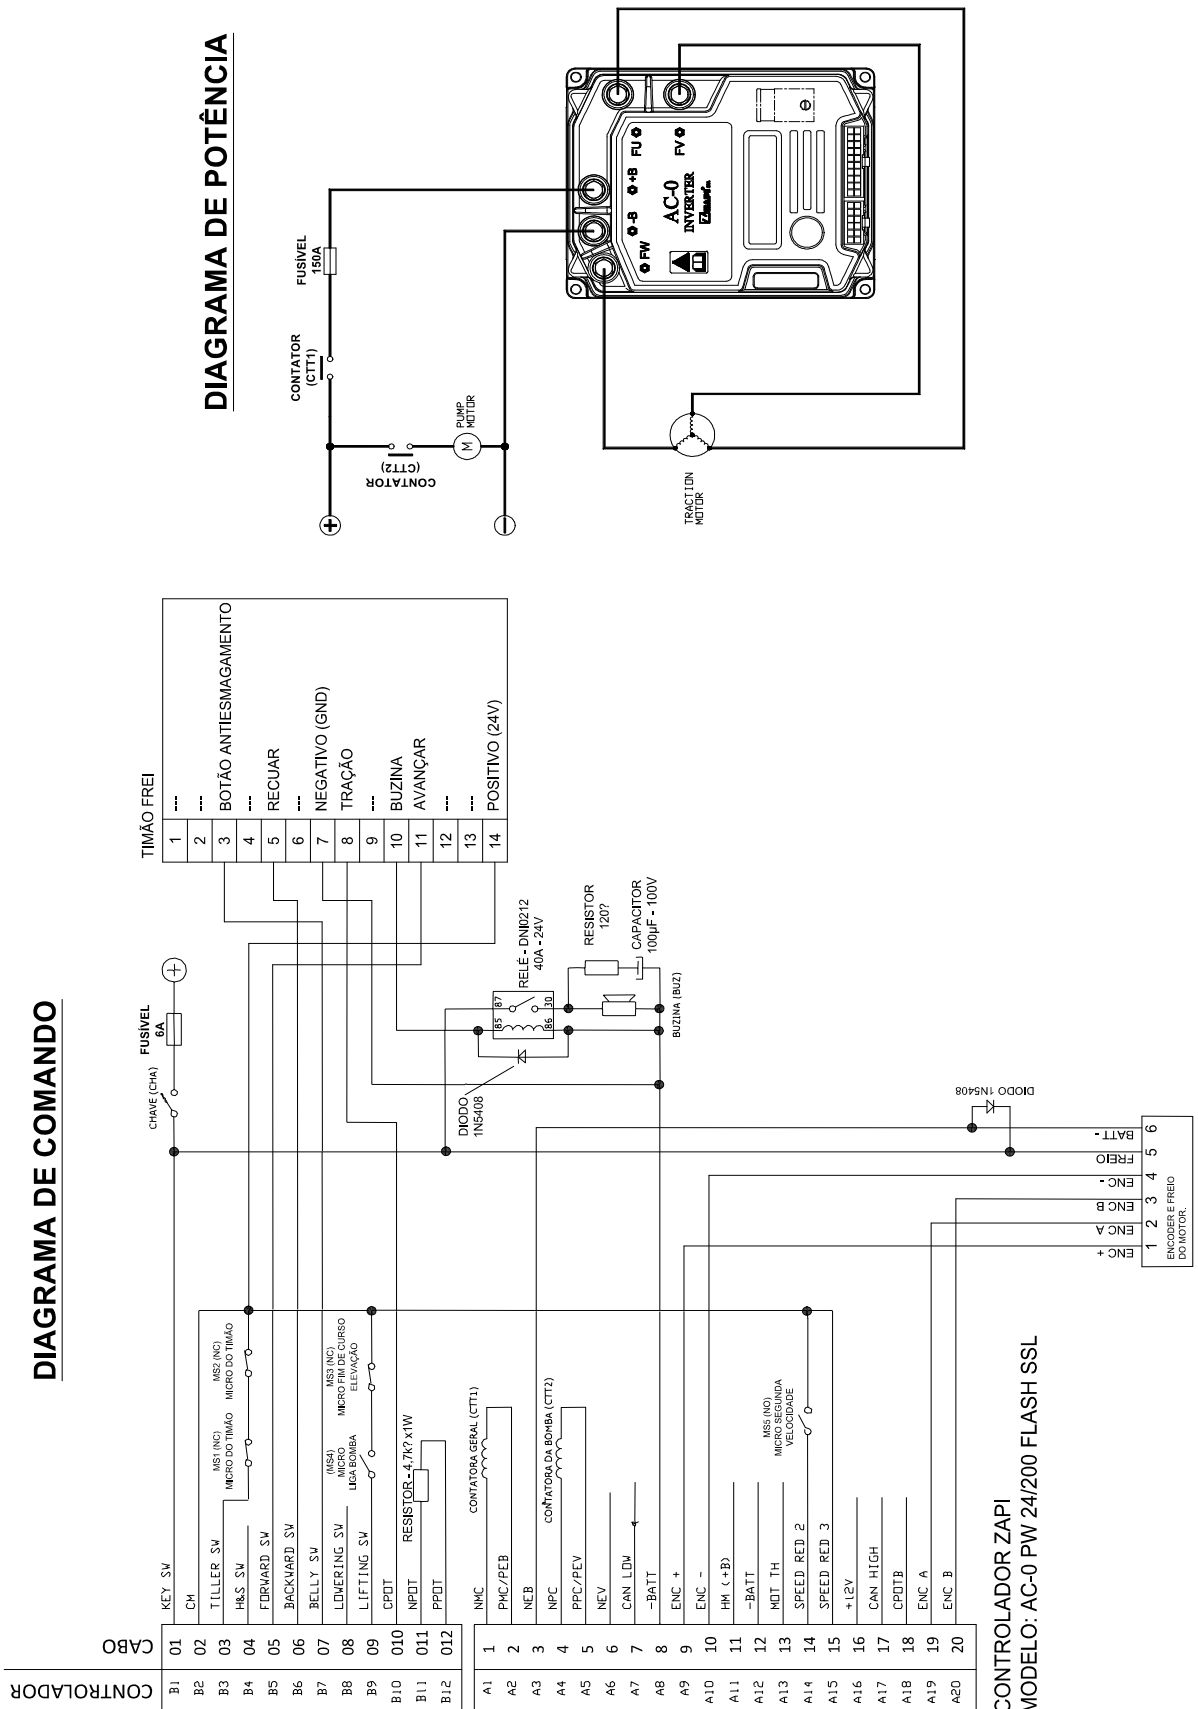 DIAGRAMA DE POTÊNCIA
FUSÍVEL
150A
CONTATOR
(CTT1)
CONTATOR
(CTT2)
PUMP
MOTOR
M
+
−
TRACTION
MOTOR
FU
FV
+B
-B
FW
AC-0
INVERTER
DIAGRAMA DE COMANDO
TIMÃO FREI
1 ---
2 ---
3 BOTÃO ANTIESMAGAMENTO
4 ---
5 RECUAR
6 ---
7 NEGATIVO (GND)
8 TRAÇÃO
9 ---
10 BUZINA
11 AVANÇAR
12 ---
13 ---
14 POSITIVO (24V)
FUSÍVEL
6A
+
CHAVE (CHA)
RELÉ - DNI0212
40A - 24V
87
30
85
86
DIODO
1N5408
RESISTOR
120?
CAPACITOR
100µF - 100V
BUZINA (BUZ)
DIODO 1N5408
BATT - 6
FREIO 5
ENC - 4
ENC B 3
ENC A 2
ENC + 1
ENCODER E FREIO
DO MOTOR.
MS1 (NC)
MICRO DO TIMÃO
MS2 (NC)
MICRO DO TIMÃO
(MS4)
MICRO
LIGA BOMBA
MS3 (NC)
MICRO FIM DE CURSO
ELEVAÇÃO
RESISTOR - 4,7k? x1W
CONTATORA GERAL (CTT1)
CONTATORA DA BOMBA (CTT2)
MS5 (NO)
MICRO SEGUNDA
VELOCIDADE
CONTROLADOR CABO
B1 01 KEY SW
B2 02 CM
B3 03 TILLER SW
B4 04 H&S SW
B5 05 FORWARD SW
B6 06 BACKWARD SW
B7 07 BELLY SW
B8 08 LOWERING SW
B9 09 LIFTING SW
B10 010 CPOT
B11 011 NPOT
B12 012 PPOT
A1 1 NMC
A2 2 PMC/PEB
A3 3 NEB
A4 4 NPC
A5 5 PPC/PEV
A6 6 NEV
A7 7 CAN LOW
A8 8 -BATT
A9 9 ENC +
A10 10 ENC -
A11 11 HM (+B)
A12 12 -BATT
A13 13 MOT TH
A14 14 SPEED RED 2
A15 15 SPEED RED 3
A16 16 +12V
A17 17 CAN HIGH
A18 18 CPOTB
A19 19 ENC A
A20 20 ENC B
CONTROLADOR ZAPI
MODELO: AC-0 PW 24/200 FLASH SSL